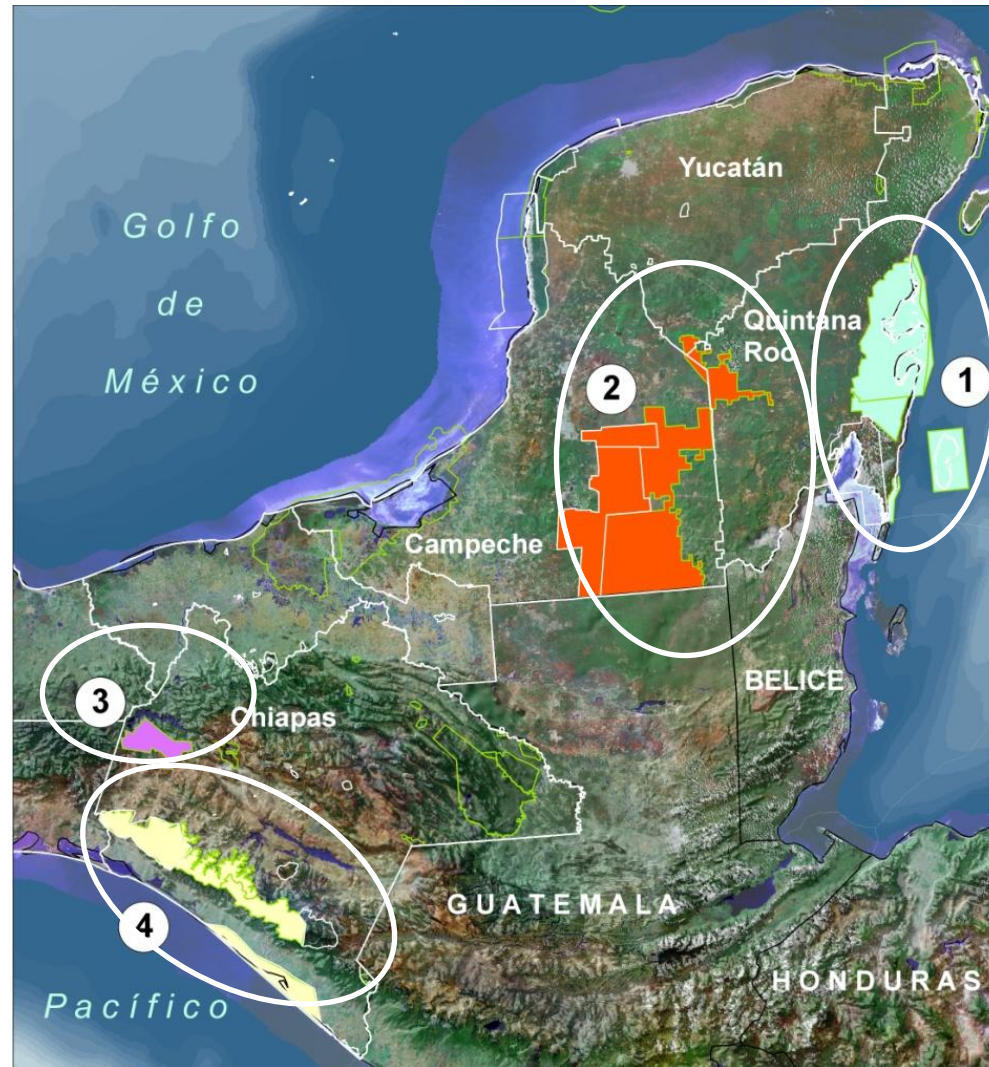 Yucatán
Golfo
de
México
Quintana
Roo
1
2
Campeche
3
Chiapas
BELICE
4
GUATEMALA
HONDURAS
Pacífico